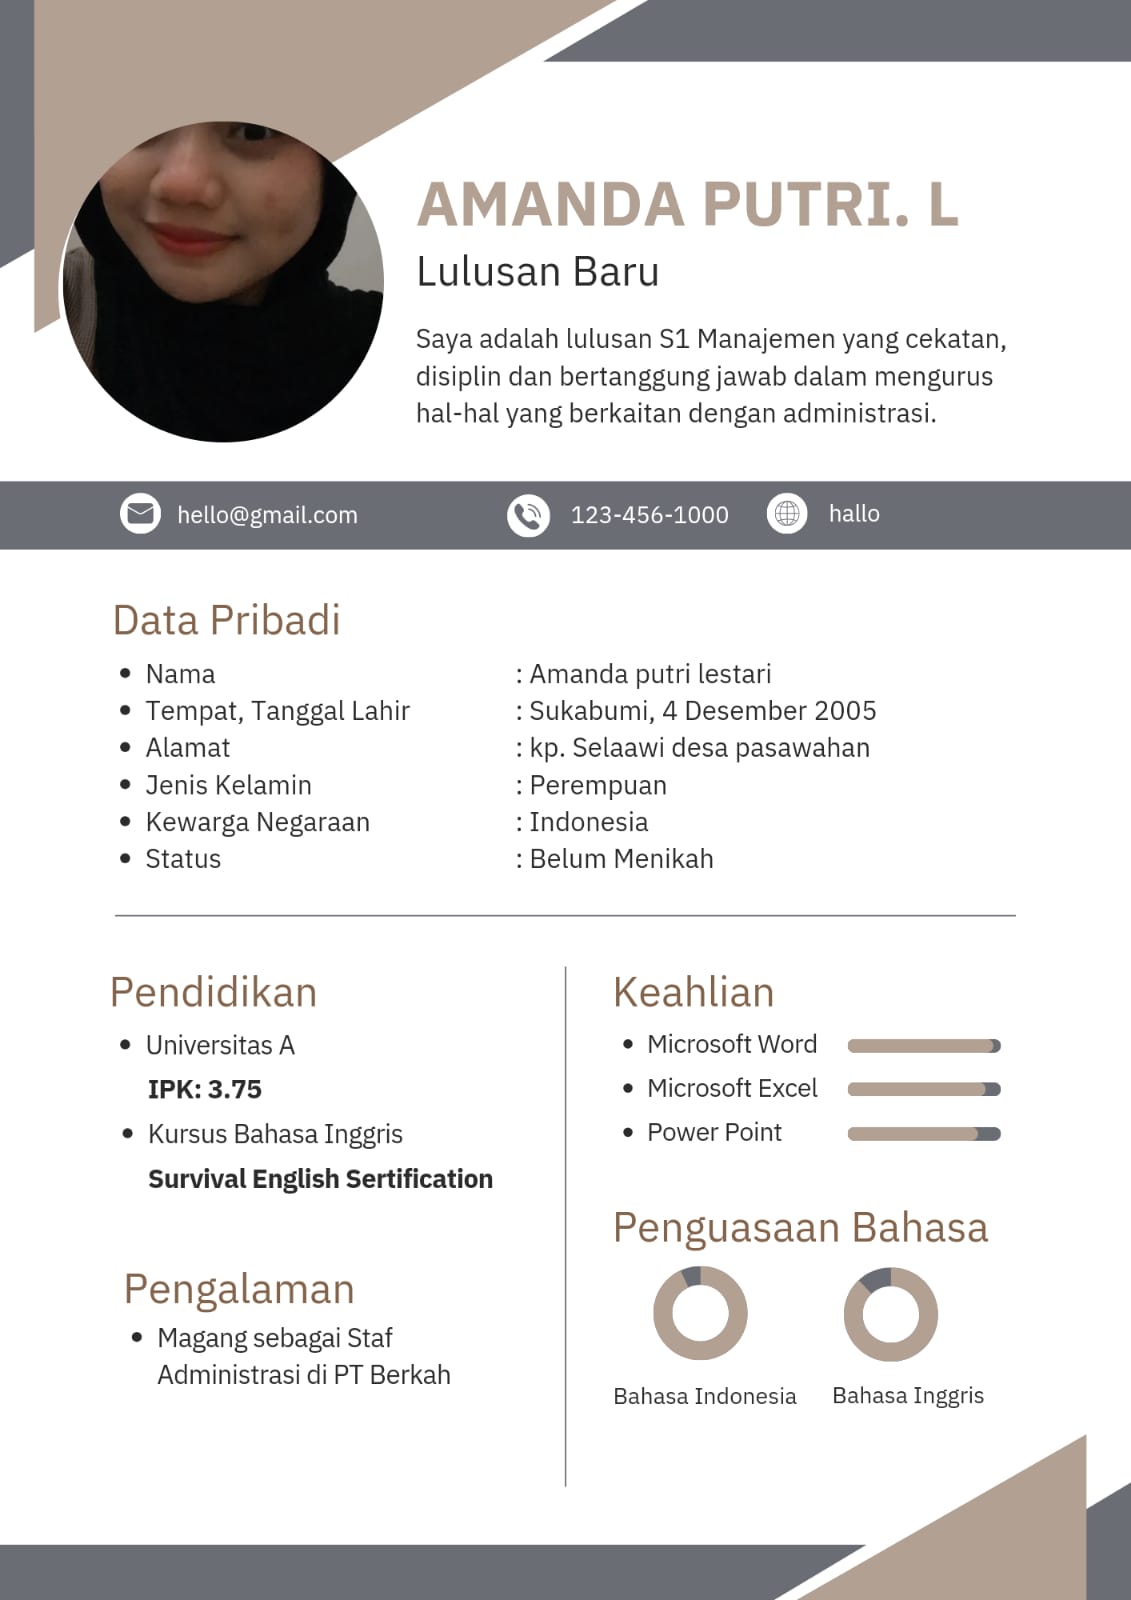 AMANDA PUTRI. L
Lulusan Baru
Saya adalah lulusan S1 Manajemen yang cekatan,
disiplin dan bertanggung jawab dalam mengurus
hal-hal yang berkaitan dengan administrasi.
hello@gmail.com 123-456-1000 hallo
Data Pribadi
• Nama : Amanda putri lestari
• Tempat, Tanggal Lahir : Sukabumi, 4 Desember 2005
• Alamat : kp. Selaawi desa pasawahan
• Jenis Kelamin : Perempuan
• Kewarga Negaraan : Indonesia
• Status : Belum Menikah
Pendidikan
• Universitas A
IPK: 3.75
• Kursus Bahasa Inggris
Survival English Sertification
Pengalaman
• Magang sebagai Staf
Administrasi di PT Berkah
Keahlian
• Microsoft Word
• Microsoft Excel
• Power Point
Penguasaan Bahasa
Bahasa Indonesia Bahasa Inggris